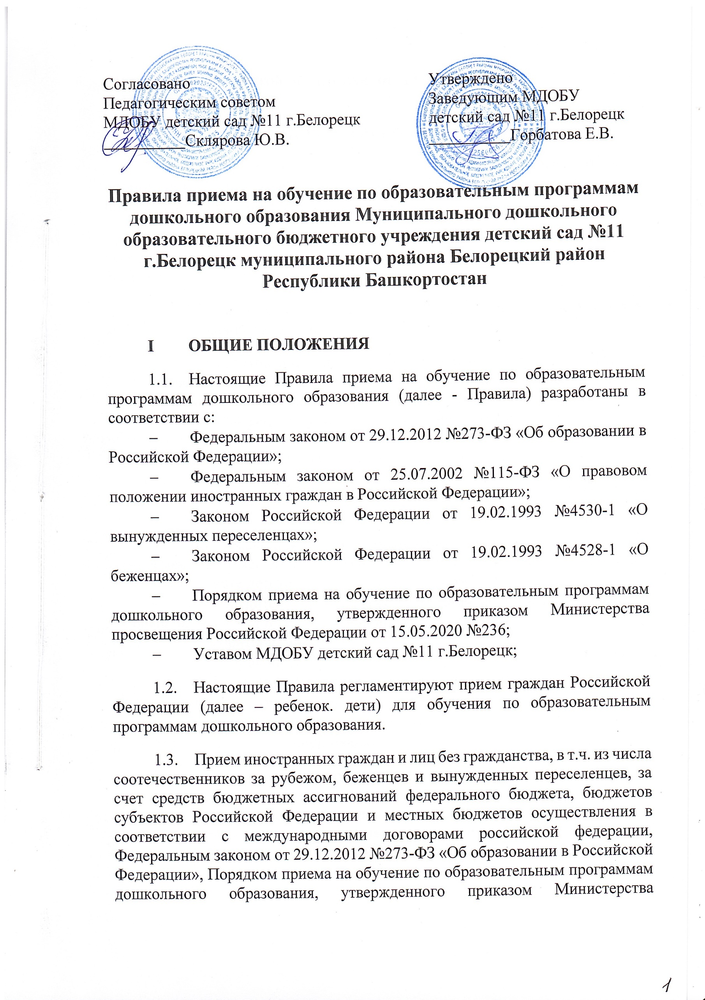 Согласовано
Педагогическим советом
МДОБУ детский сад №11 г.Белорецк
__________Склярова Ю.В.
Утверждено
Заведующим МДОБУ
детский сад №11 г.Белорецк
__________Горбатова Е.В.
Правила приема на обучение по образовательным программам
дошкольного образования Муниципального дошкольного
образовательного бюджетного учреждения детский сад №11
г.Белорецк муниципального района Белорецкий район
Республики Башкортостан
I ОБЩИЕ ПОЛОЖЕНИЯ
1.1. Настоящие Правила приема на обучение по образовательным
программам дошкольного образования (далее - Правила) разработаны в
соответствии с:
– Федеральным законом от 29.12.2012 №273-ФЗ «Об образовании в
Российской Федерации»;
– Федеральным законом от 25.07.2002 №115-ФЗ «О правовом
положении иностранных граждан в Российской Федерации»;
– Законом Российской Федерации от 19.02.1993 №4530-1 «О
вынужденных переселенцах»;
– Законом Российской Федерации от 19.02.1993 №4528-1 «О
беженцах»;
– Порядком приема на обучение по образовательным программам
дошкольного образования, утвержденного приказом Министерства
просвещения Российской Федерации от 15.05.2020 №236;
– Уставом МДОБУ детский сад №11 г.Белорецк;
1.2. Настоящие Правила регламентируют прием граждан Российской
Федерации (далее – ребенок. дети) для обучения по образовательным
программам дошкольного образования.
1.3. Прием иностранных граждан и лиц без гражданства, в т.ч. из числа
соотечественников за рубежом, беженцев и вынужденных переселенцев, за
счет средств бюджетных ассигнований федерального бюджета, бюджетов
субъектов Российской Федерации и местных бюджетов осуществления в
соответствии с международными договорами российской федерации,
Федеральным законом от 29.12.2012 №273-ФЗ «Об образовании в Российской
Федерации», Порядком приема на обучение по образовательным программам
дошкольного образования, утвержденного приказом Министерства
1